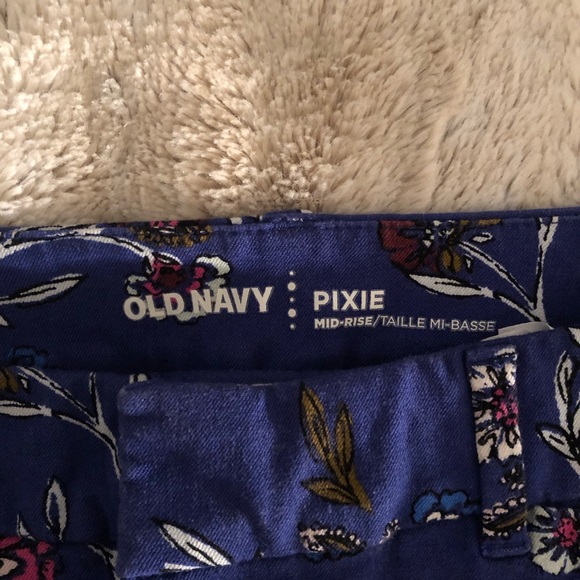 OLD NAVY
PIXIE
MID-RISE/TAILLE MI-BASSE